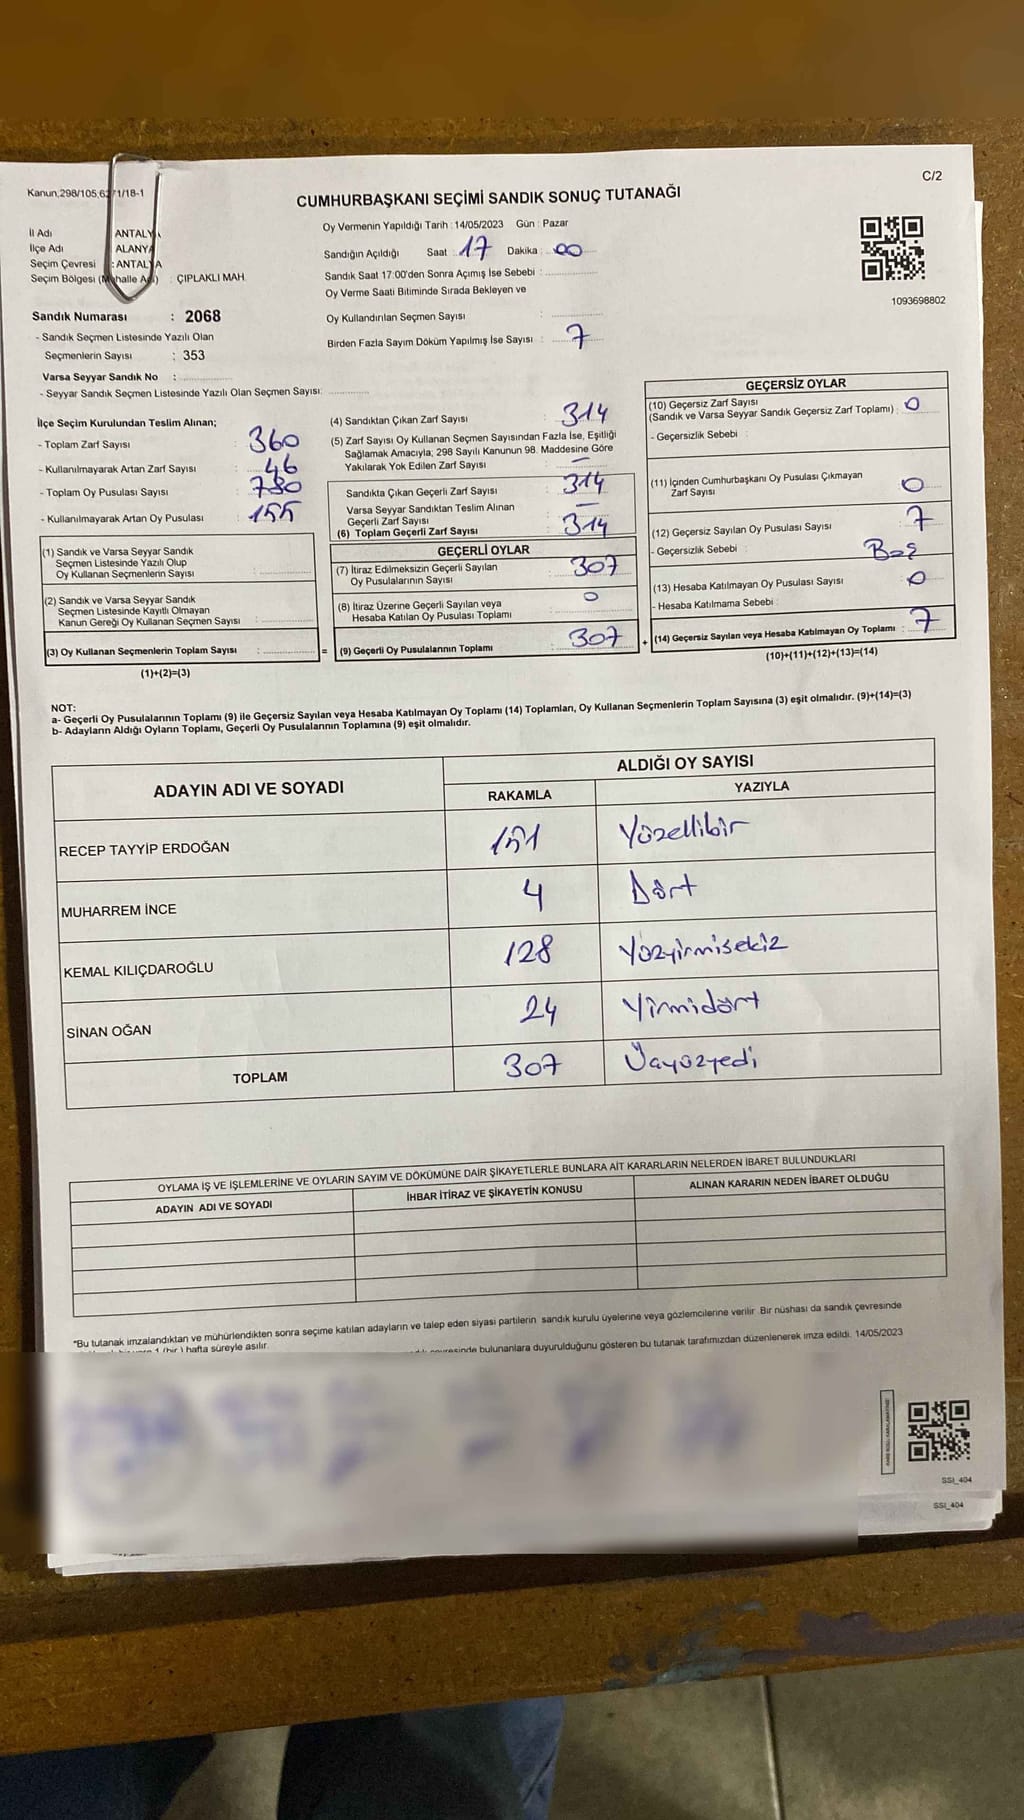 C/2
Kanun,298/105,6271/18-1
CUMHURBAŞKANI SEÇİMİ SANDIK SONUÇ TUTANAĞI
İl Adı ANTALYA
İlçe Adı ALANYA
Seçim Çevresi : ANTALYA
Seçim Bölgesi (Mahalle Adı) : ÇIPLAKLI MAH.
Oy Vermenin Yapıldığı Tarih : 14/05/2023 Gün : Pazar
Sandığın Açıldığı Saat 17 Dakika : 00
Sandık Saat 17:00'den Sonra Açımış İse Sebebi :
Oy Verme Saati Bitiminde Sırada Bekleyen ve
Oy Kullandırılan Seçmen Sayısı :
Birden Fazla Sayım Döküm Yapılmış İse Sayısı : 7
1093698802
Sandık Numarası : 2068
- Sandık Seçmen Listesinde Yazılı Olan
Seçmenlerin Sayısı : 353
Varsa Seyyar Sandık No :
- Seyyar Sandık Seçmen Listesinde Yazılı Olan Seçmen Sayısı:
İlçe Seçim Kurulundan Teslim Alınan;
- Toplam Zarf Sayısı : 360
- Kullanılmayarak Artan Zarf Sayısı : 46
- Toplam Oy Pusulası Sayısı : 780
- Kullanılmayarak Artan Oy Pusulası : 155
(1) Sandık ve Varsa Seyyar Sandık
Seçmen Listesinde Yazılı Olup
Oy Kullanan Seçmenlerin Sayısı :
(2) Sandık ve Varsa Seyyar Sandık
Seçmen Listesinde Kayıtlı Olmayan
Kanun Gereği Oy Kullanan Seçmen Sayısı :
(3) Oy Kullanan Seçmenlerin Toplam Sayısı :
(1)+(2)=(3)
(4) Sandıktan Çıkan Zarf Sayısı : 314
(5) Zarf Sayısı Oy Kullanan Seçmen Sayısından Fazla İse, Eşitliği
Sağlamak Amacıyla; 298 Sayılı Kanunun 98. Maddesine Göre
Yakılarak Yok Edilen Zarf Sayısı : —
Sandıkta Çıkan Geçerli Zarf Sayısı : 314
Varsa Seyyar Sandıktan Teslim Alınan
Geçerli Zarf Sayısı : —
(6) Toplam Geçerli Zarf Sayısı : 314
GEÇERLİ OYLAR
(7) İtiraz Edilmeksizin Geçerli Sayılan
Oy Pusulalarının Sayısı : 307
(8) İtiraz Üzerine Geçerli Sayılan veya
Hesaba Katılan Oy Pusulası Toplamı : 0
= (9) Geçerli Oy Pusulalarının Toplamı : 307
GEÇERSİZ OYLAR
(10) Geçersiz Zarf Sayısı
(Sandık ve Varsa Seyyar Sandık Geçersiz Zarf Toplamı) : 0
- Geçersizlik Sebebi :
(11) İçinden Cumhurbaşkanı Oy Pusulası Çıkmayan
Zarf Sayısı : 0
(12) Geçersiz Sayılan Oy Pusulası Sayısı : 7
- Geçersizlik Sebebi : Boş
(13) Hesaba Katılmayan Oy Pusulası Sayısı : 0
- Hesaba Katılmama Sebebi :
+ (14) Geçersiz Sayılan veya Hesaba Katılmayan Oy Toplamı : 7
(10)+(11)+(12)+(13)=(14)
NOT:
a- Geçerli Oy Pusulalarının Toplamı (9) ile Geçersiz Sayılan veya Hesaba Katılmayan Oy Toplamı (14) Toplamları, Oy Kullanan Seçmenlerin Toplam Sayısına (3) eşit olmalıdır. (9)+(14)=(3)
b- Adayların Aldığı Oyların Toplamı, Geçerli Oy Pusulalarının Toplamına (9) eşit olmalıdır.
ADAYIN ADI VE SOYADI ALDIĞI OY SAYISI
RAKAMLA YAZIYLA
RECEP TAYYİP ERDOĞAN 151 Yüzellibir
MUHARREM İNCE 4 Dört
KEMAL KILIÇDAROĞLU 128 Yüzyirmisekiz
SİNAN OĞAN 24 Yirmidört
TOPLAM 307 Üçyüzyedi
OYLAMA İŞ VE İŞLEMLERİNE VE OYLARIN SAYIM VE DÖKÜMÜNE DAİR ŞİKAYETLERLE BUNLARA AİT KARARLARIN NELERDEN İBARET BULUNDUKLARI
ADAYIN ADI VE SOYADI İHBAR İTİRAZ VE ŞİKAYETİN KONUSU ALINAN KARARIN NEDEN İBARET OLDUĞU
*Bu tutanak imzalandıktan ve mühürlendikten sonra seçime katılan adayların ve talep eden siyasi partilerin sandık kurulu üyelerine veya gözlemcilerine verilir .Bir nüshası da sandık çevresinde
1 (bir ) hafta süreyle asılır.
bulunanlara duyurulduğunu gösteren bu tutanak tarafımızdan düzenlenerek imza edildi. 14/05/2023
SSI_404
SSI_404